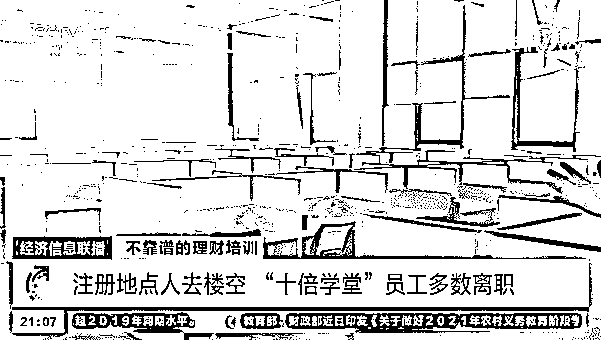 经济信息联播 不靠谱的理财培训
注册地点人去楼空 “十倍学堂” 员工多数离职
21:07 超2019年同期水平。 教育部、财政部近日印发《关于做好2021年农村义务教育阶段学